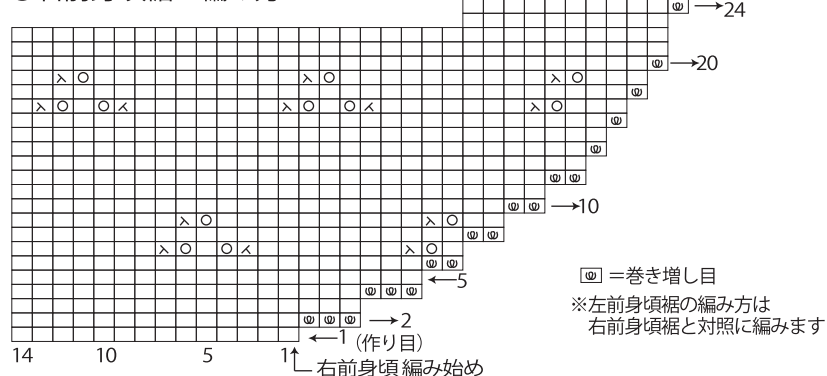 →24
→20
→10
←5
→2
←1
(作り目)
14 10 5 1
右前身頃 編み始め
=巻き増し目
※左前身頃裾の編み方は
右前身頃裾と対照に編みます